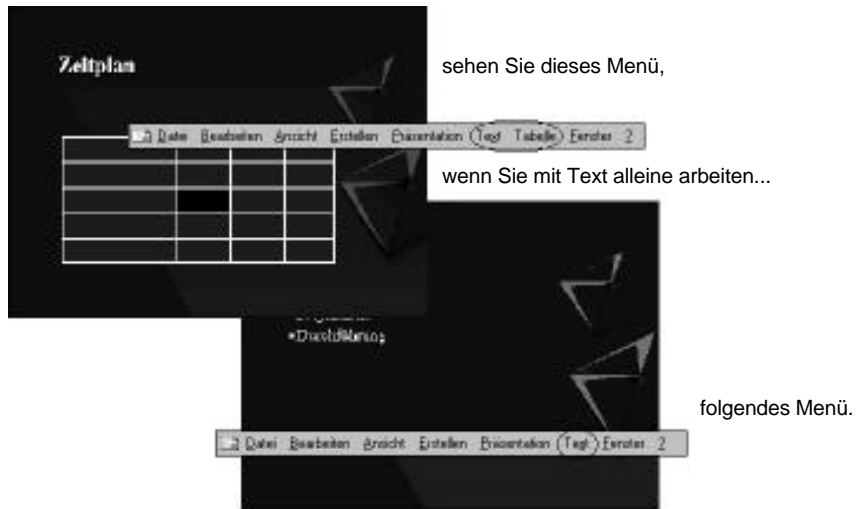 Zeitplan
sehen Sie dieses Menü,
Datei Bearbeiten Ansicht Erstellen Präsentation Text Tabelle Fenster ?
wenn Sie mit Text alleine arbeiten...
•Durchführung
folgendes Menü.
Datei Bearbeiten Ansicht Erstellen Präsentation Text Fenster ?